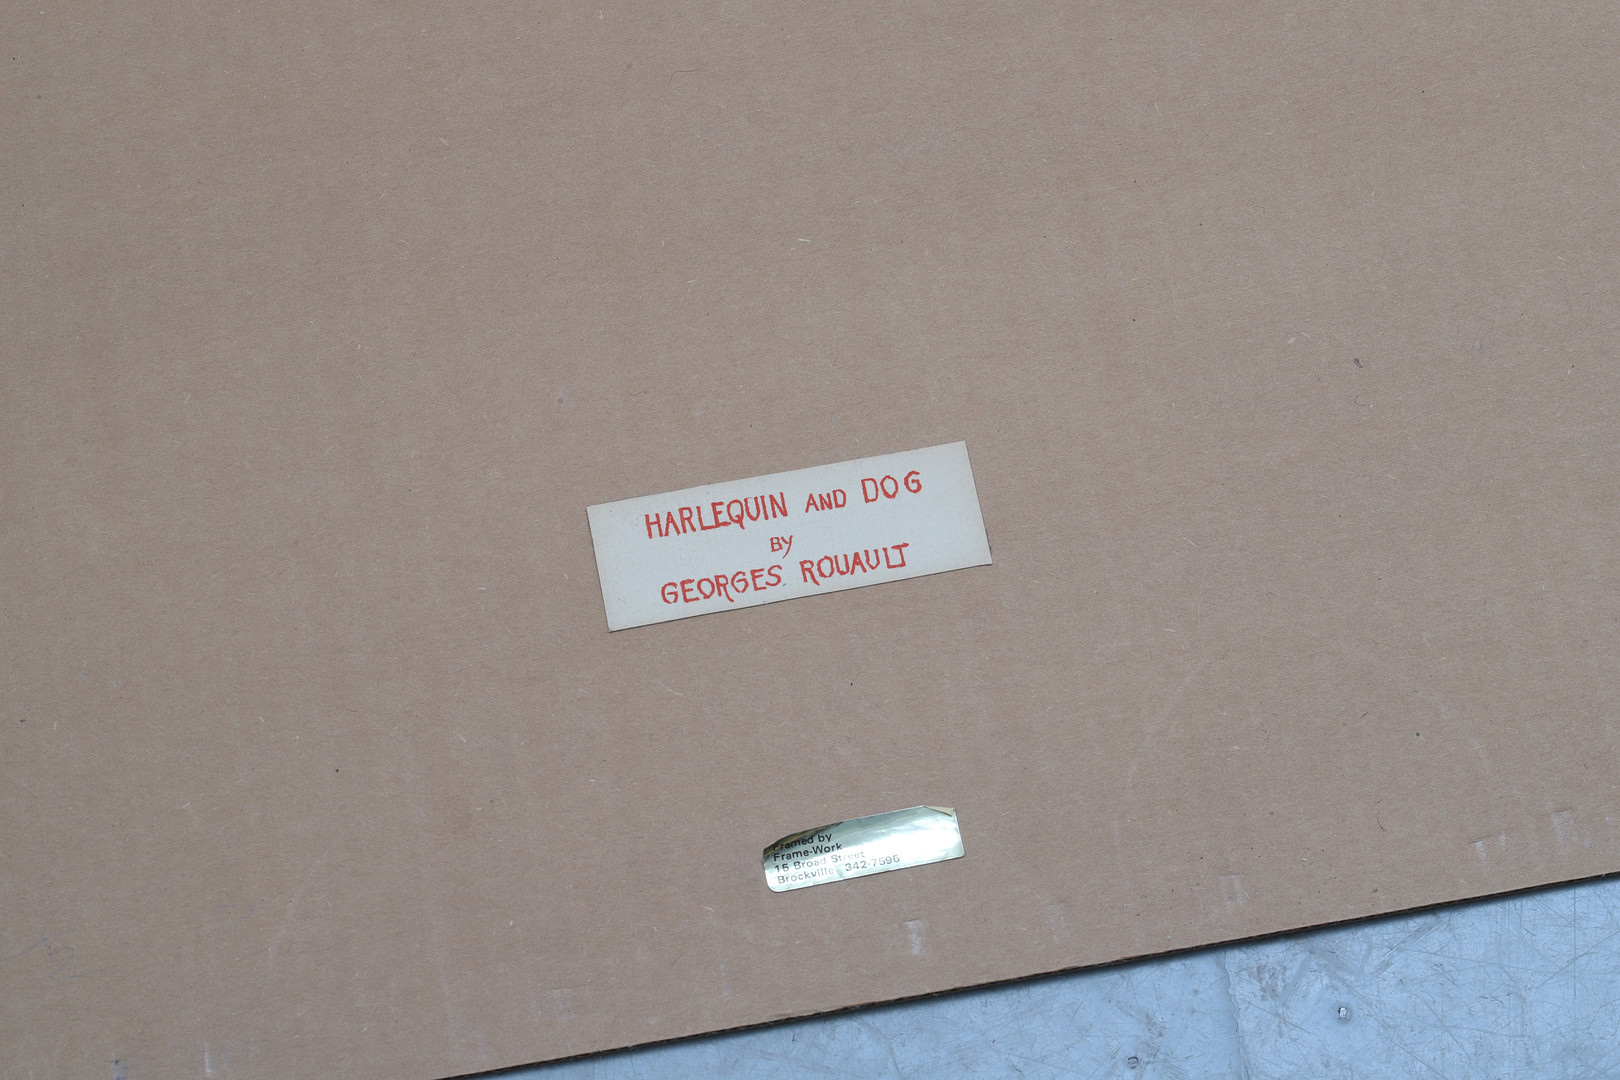 HARLEQUIN AND DOG
BY
GEORGES ROUAULT
Framed by
Frame-Work
15 Broad Street
Brockville 342-7596